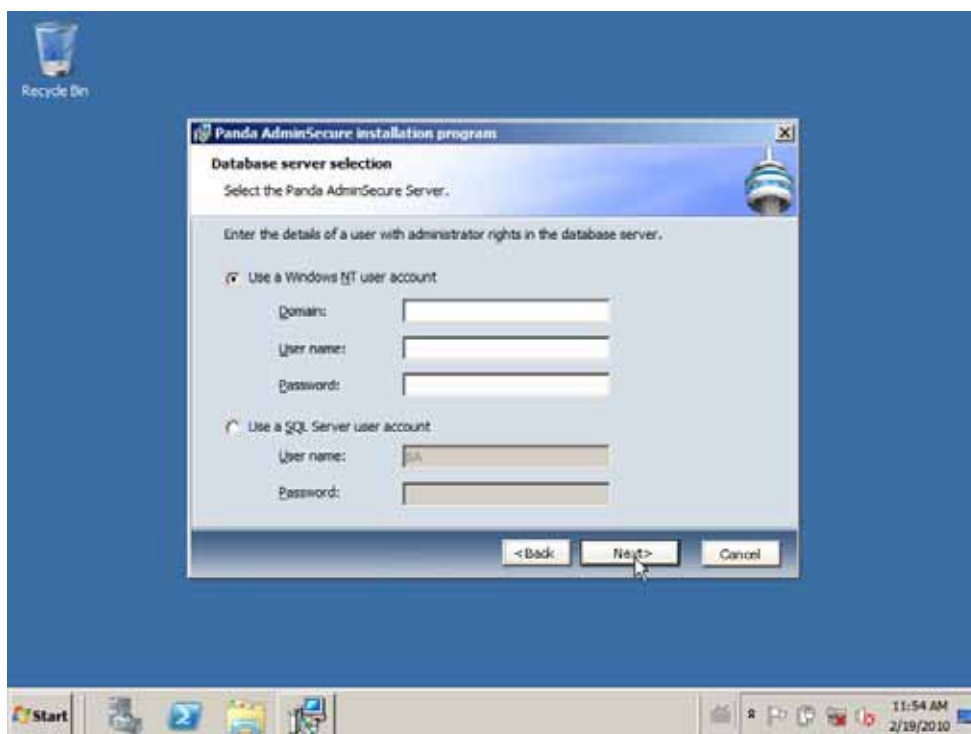 Recycle Bin
Panda AdminSecure installation program
Database server selection
Select the Panda AdminSecure Server.
Enter the details of a user with administrator rights in the database server.
Use a Windows NT user account
Domain:
User name:
Password:
Use a SQL Server user account
User name: SA
Password:
<Back Next> Cancel
Start
11:54 AM
2/19/2010